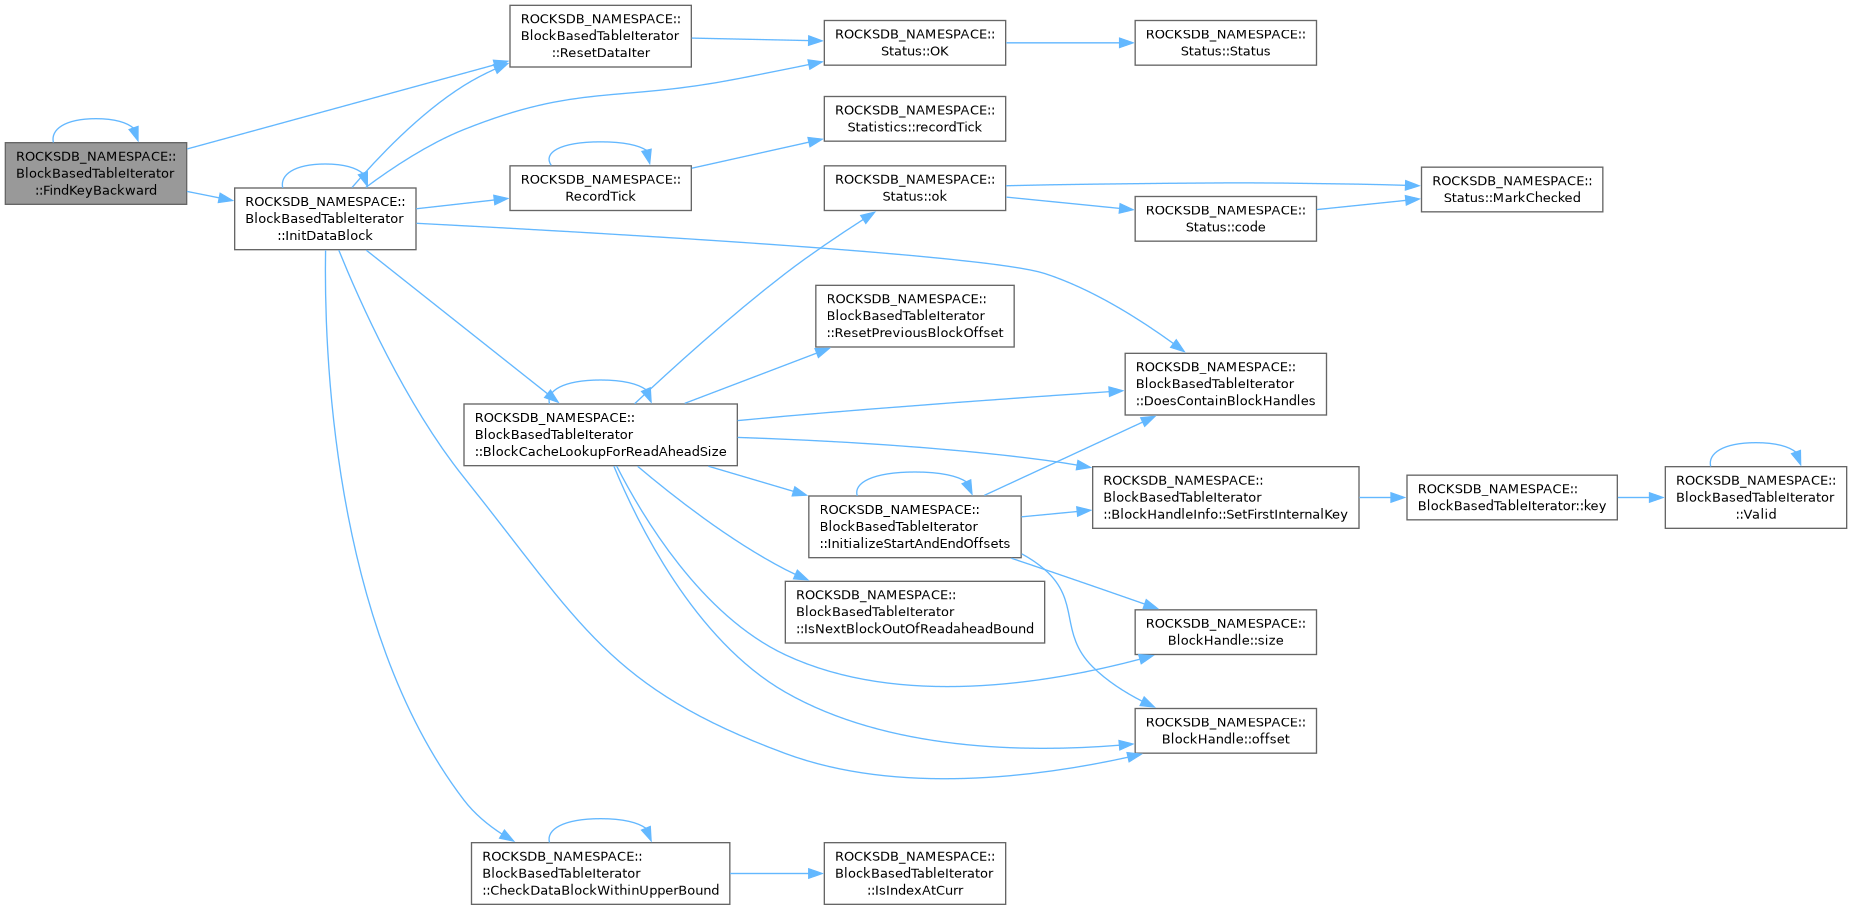 ROCKSDB_NAMESPACE::
BlockBasedTableIterator
::FindKeyBackward
ROCKSDB_NAMESPACE::
BlockBasedTableIterator
::InitDataBlock
ROCKSDB_NAMESPACE::
BlockBasedTableIterator
::ResetDataIter
ROCKSDB_NAMESPACE::
Status::OK
ROCKSDB_NAMESPACE::
Status::Status
ROCKSDB_NAMESPACE::
RecordTick
ROCKSDB_NAMESPACE::
Statistics::recordTick
ROCKSDB_NAMESPACE::
Status::ok
ROCKSDB_NAMESPACE::
Status::code
ROCKSDB_NAMESPACE::
Status::MarkChecked
ROCKSDB_NAMESPACE::
BlockBasedTableIterator
::ResetPreviousBlockOffset
ROCKSDB_NAMESPACE::
BlockBasedTableIterator
::DoesContainBlockHandles
ROCKSDB_NAMESPACE::
BlockBasedTableIterator
::BlockCacheLookupForReadAheadSize
ROCKSDB_NAMESPACE::
BlockBasedTableIterator
::InitializeStartAndEndOffsets
ROCKSDB_NAMESPACE::
BlockBasedTableIterator
::BlockHandleInfo::SetFirstInternalKey
ROCKSDB_NAMESPACE::
BlockBasedTableIterator::key
ROCKSDB_NAMESPACE::
BlockBasedTableIterator
::Valid
ROCKSDB_NAMESPACE::
BlockBasedTableIterator
::IsNextBlockOutOfReadaheadBound
ROCKSDB_NAMESPACE::
BlockHandle::size
ROCKSDB_NAMESPACE::
BlockHandle::offset
ROCKSDB_NAMESPACE::
BlockBasedTableIterator
::CheckDataBlockWithinUpperBound
ROCKSDB_NAMESPACE::
BlockBasedTableIterator
::IsIndexAtCurr